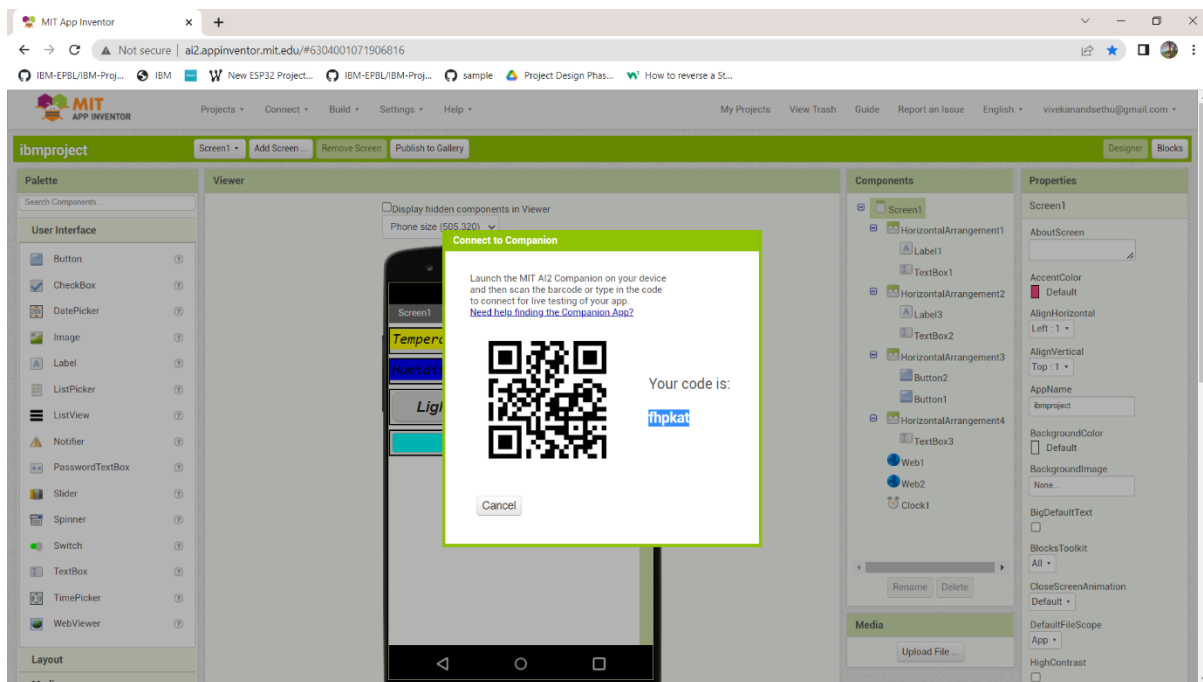 MIT App Inventor
Not secure | ai2.appinventor.mit.edu/#6304001071906816
IBM-EPBL/IBM-Proj... IBM New ESP32 Project... IBM-EPBL/IBM-Proj... sample Project Design Phas... How to reverse a St...
MIT
APP INVENTOR
Projects Connect Build Settings Help My Projects View Trash Guide Report an Issue English vivekanandsethu@gmail.com
ibmproject Screen1 Add Screen ... Remove Screen Publish to Gallery Designer Blocks
Palette
Search Components...
User Interface
Button
CheckBox
DatePicker
Image
Label
ListPicker
ListView
Notifier
PasswordTextBox
Slider
Spinner
Switch
TextBox
TimePicker
WebViewer
Layout
Viewer
Display hidden components in Viewer
Phone size (505,320)
Screen1
Connect to Companion
Launch the MIT AI2 Companion on your device
and then scan the barcode or type in the code
to connect for live testing of your app.
Need help finding the Companion App?
Your code is:
fhpkat
Cancel
Components
Screen1
HorizontalArrangement1
A Label1
TextBox1
HorizontalArrangement2
A Label3
TextBox2
HorizontalArrangement3
Button2
Button1
HorizontalArrangement4
TextBox3
Web1
Web2
Clock1
Rename Delete
Media
Upload File ...
Properties
Screen1
AboutScreen
AccentColor
Default
AlignHorizontal
Left : 1
AlignVertical
Top : 1
AppName
ibmproject
BackgroundColor
Default
BackgroundImage
None...
BigDefaultText
BlocksToolkit
All
CloseScreenAnimation
Default
DefaultFileScope
App
HighContrast